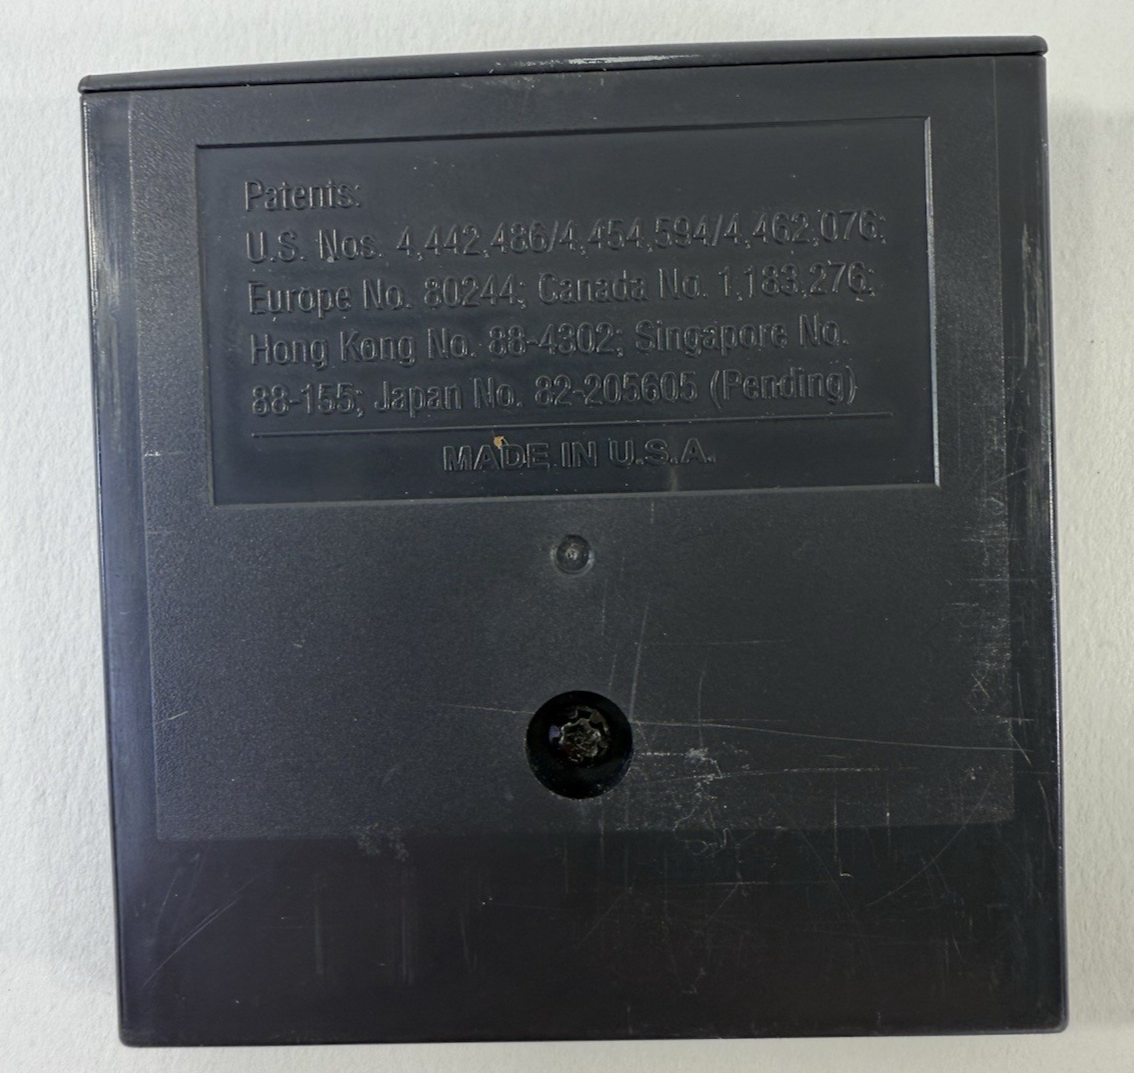 Patents:
U.S. Nos. 4,442,486/4,454,594/4,462,076;
Europe No. 80244; Canada No. 1,183,276;
Hong Kong No. 88-4302; Singapore No.
88-155; Japan No. 82-205605 (Pending)
MADE IN U.S.A.